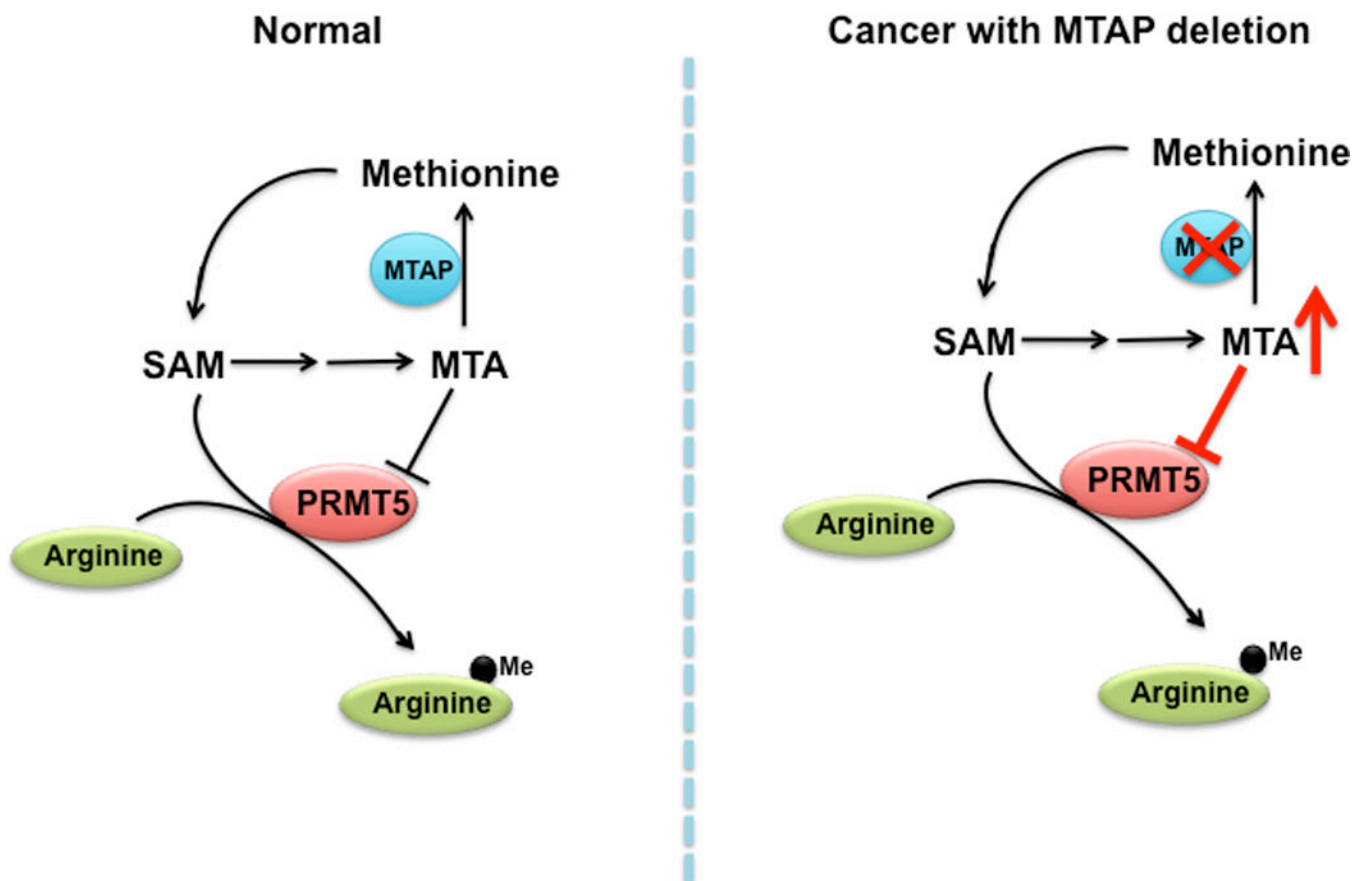 Normal
Methionine
MTAP
SAM
MTA
PRMT5
Arginine
Me
Arginine
Cancer with MTAP deletion
Methionine
MTAP
SAM
MTA
PRMT5
Arginine
Me
Arginine